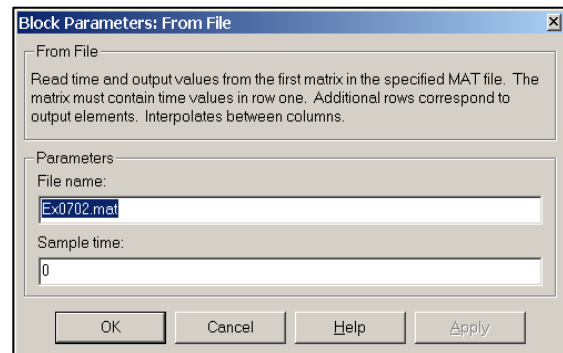 Block Parameters: From File
From File
Read time and output values from the first matrix in the specified MAT file. The
matrix must contain time values in row one. Additional rows correspond to
output elements. Interpolates between columns.
Parameters
File name:
Ex0702.mat
Sample time:
0
OK Cancel Help Apply